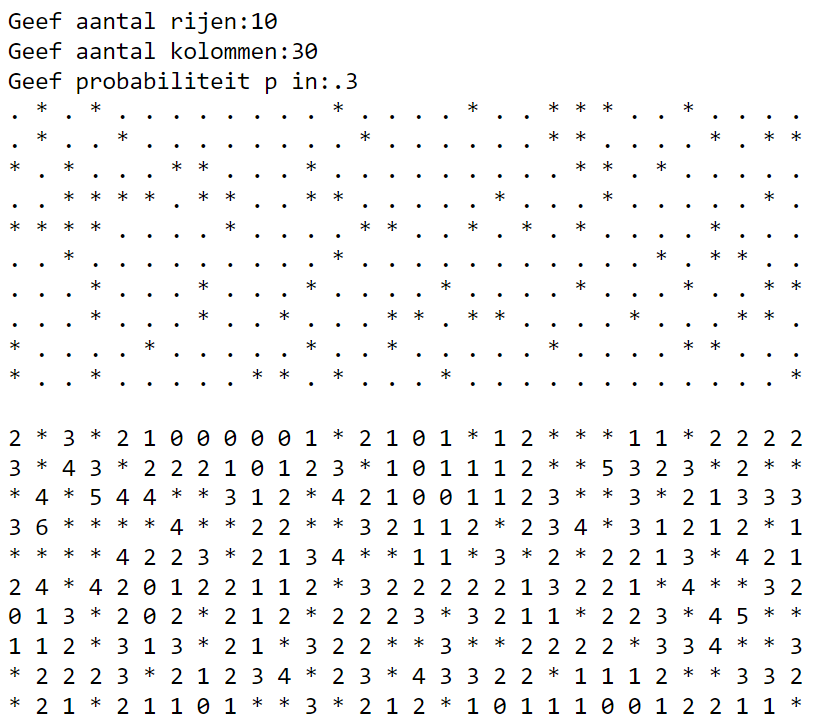 Geef aantal rijen:10
Geef aantal kolommen:30
Geef probabiliteit p in:.3
. * . * . . . . . . . . * . . . . * . . * * * . . * . . . .
. * . . * . . . . . . . . * . . . . . . * * . . . . * . * *
* . * . . . * * . . . * . . . . . . . . . * * . * . . . . .
. . * * * * . * * . . * * . . . . . * . . . * . . . . . * .
* * * * . . . . * . . . . * * . . * . * . * . . . . * . . .
. . * . . . . . . . . . * . . . . . . . . . . . * . * * . .
. . . * . . . * . . . * . . . . * . . . . * . . . * . . * *
. . . * . . . * . . * . . . * * . * * . . . . * . . . * * .
* . . . . * . . . . . * . . * . . . . . * . . . . * * . . .
* . . * . . . . . * * . * . . . * . . . . . . . . . . . . *

2 * 3 * 2 1 0 0 0 0 0 1 * 2 1 0 1 * 1 2 * * * 1 1 * 2 2 2 2
3 * 4 3 * 2 2 2 1 0 1 2 3 * 1 0 1 1 1 2 * * 5 3 2 3 * 2 * *
* 4 * 5 4 4 * * 3 1 2 * 4 2 1 0 0 1 1 2 3 * * 3 * 2 1 3 3 3
3 6 * * * * 4 * * 2 2 * * 3 2 1 1 2 * 2 3 4 * 3 1 2 1 2 * 1
* * * * 4 2 2 3 * 2 1 3 4 * * 1 1 * 3 * 2 * 2 2 1 3 * 4 2 1
2 4 * 4 2 0 1 2 2 1 1 2 * 3 2 2 2 2 2 1 3 2 2 1 * 4 * * 3 2
0 1 3 * 2 0 2 * 2 1 2 * 2 2 2 3 * 3 2 1 1 * 2 2 3 * 4 5 * *
1 1 2 * 3 1 3 * 2 1 * 3 2 2 * * 3 * * 2 2 2 2 * 3 3 4 * * 3
* 2 2 2 3 * 2 1 2 3 4 * 2 3 * 4 3 3 2 2 * 1 1 1 2 * * 3 3 2
* 2 1 * 2 1 1 0 1 * * 3 * 2 1 2 * 1 0 1 1 1 0 0 1 2 2 1 1 *